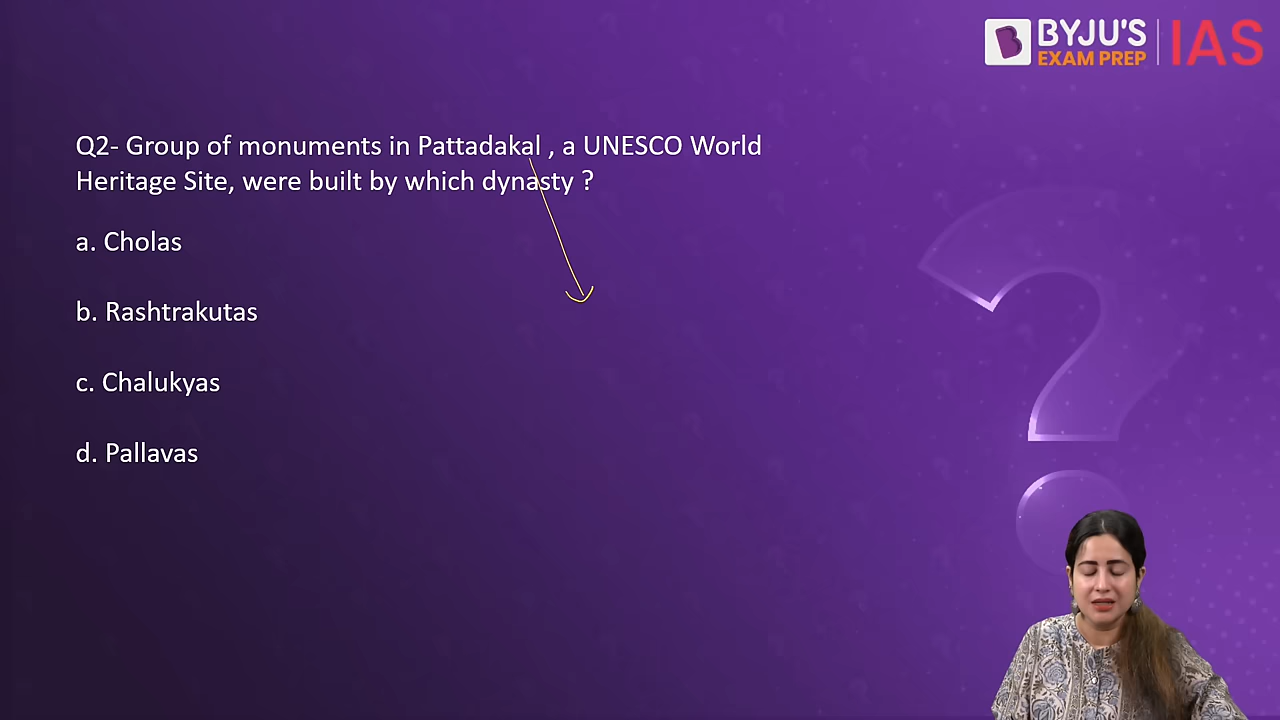 BYJU'S
EXAM PREP
IAS
Q2- Group of monuments in Pattadakal , a UNESCO World
Heritage Site, were built by which dynasty ?
a. Cholas
b. Rashtrakutas
c. Chalukyas
d. Pallavas